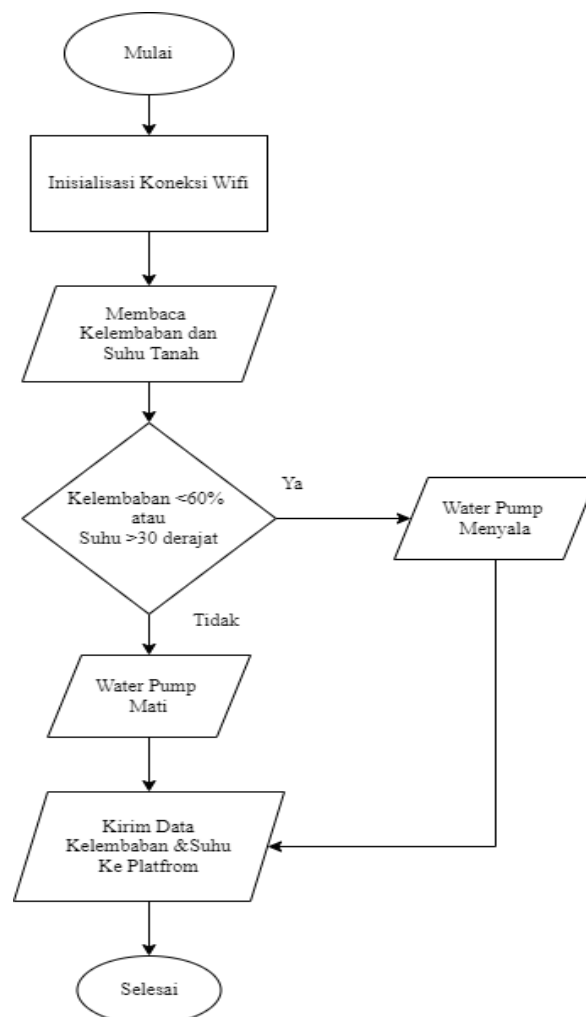 Mulai
Inisialisasi Koneksi Wifi
Membaca
Kelembaban dan
Suhu Tanah
Kelembaban <60%
atau
Suhu >30 derajat
Ya
Water Pump
Menyala
Tidak
Water Pump
Mati
Kirim Data
Kelembaban &Suhu
Ke Platfrom
Selesai